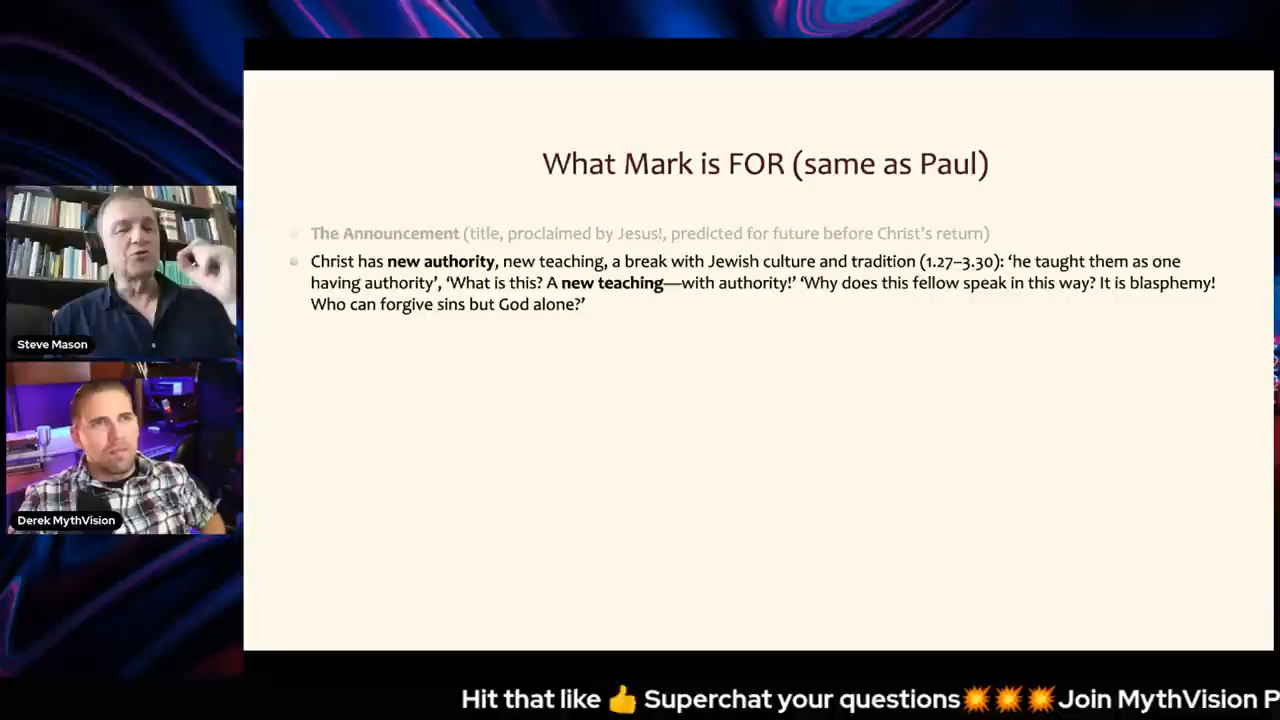 What Mark is FOR (same as Paul)
The Announcement (title, proclaimed by Jesus!, predicted for future before Christ’s return)
Christ has new authority, new teaching, a break with Jewish culture and tradition (1.27–3.30): ‘he taught them as one
having authority’, ‘What is this? A new teaching—with authority!’ ‘Why does this fellow speak in this way? It is blasphemy!
Who can forgive sins but God alone?’
Steve Mason
Derek MythVision
Hit that like 👍 Superchat your questions💥💥💥Join MythVision P